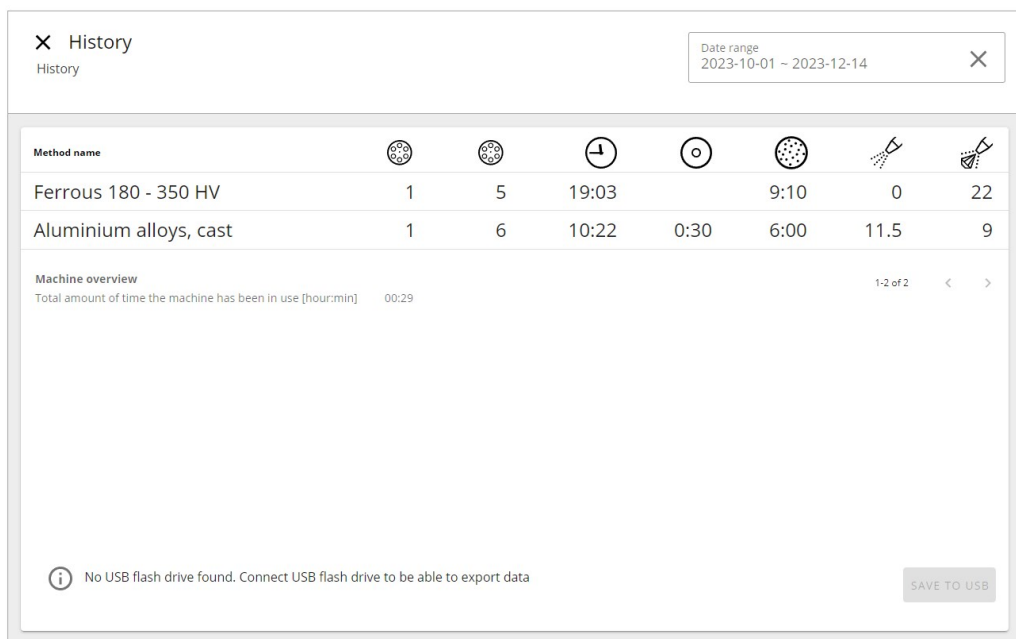 History
History
Date range
2023-10-01 ~ 2023-12-14
Method name
Ferrous 180 - 350 HV 1 5 19:03 9:10 0 22
Aluminium alloys, cast 1 6 10:22 0:30 6:00 11.5 9
Machine overview
1-2 of 2
Total amount of time the machine has been in use [hour:min] 00:29
No USB flash drive found. Connect USB flash drive to be able to export data
SAVE TO USB